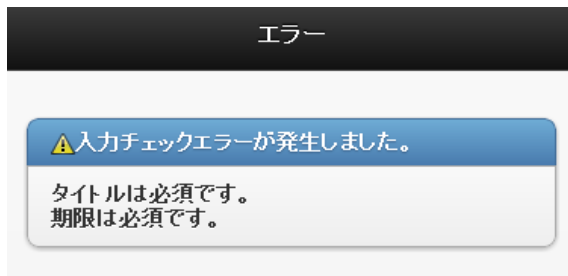 エラー
入力チェックエラーが発生しました。
タイトルは必須です。
期限は必須です。